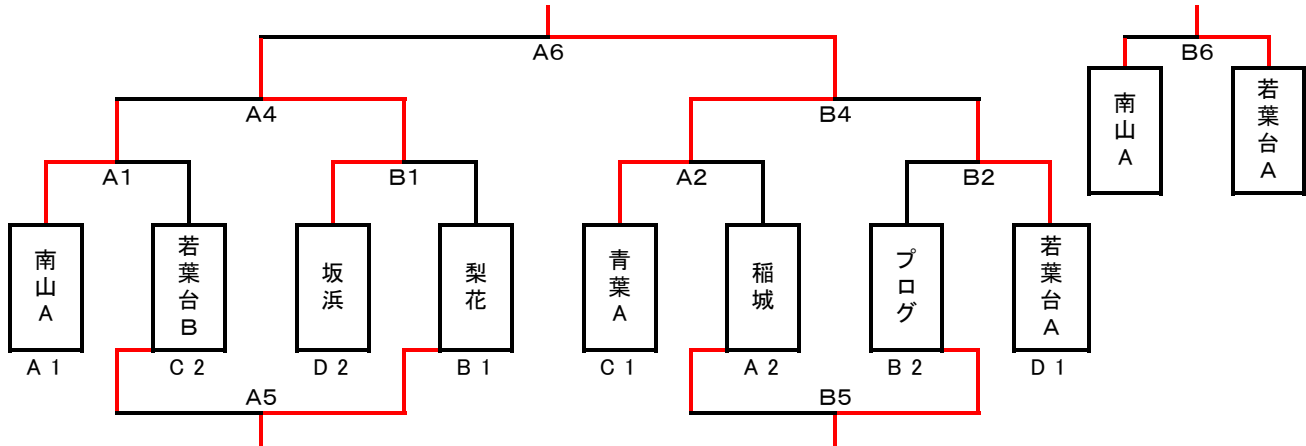 A6
B6
A4
B4
南山A
若葉台A
A1
B1
A2
B2
南山A
若葉台B
坂浜
梨花
青葉A
稲城
プログ
若葉台A
A 1
C 2
D 2
B 1
C 1
A 2
B 2
D 1
A5
B5